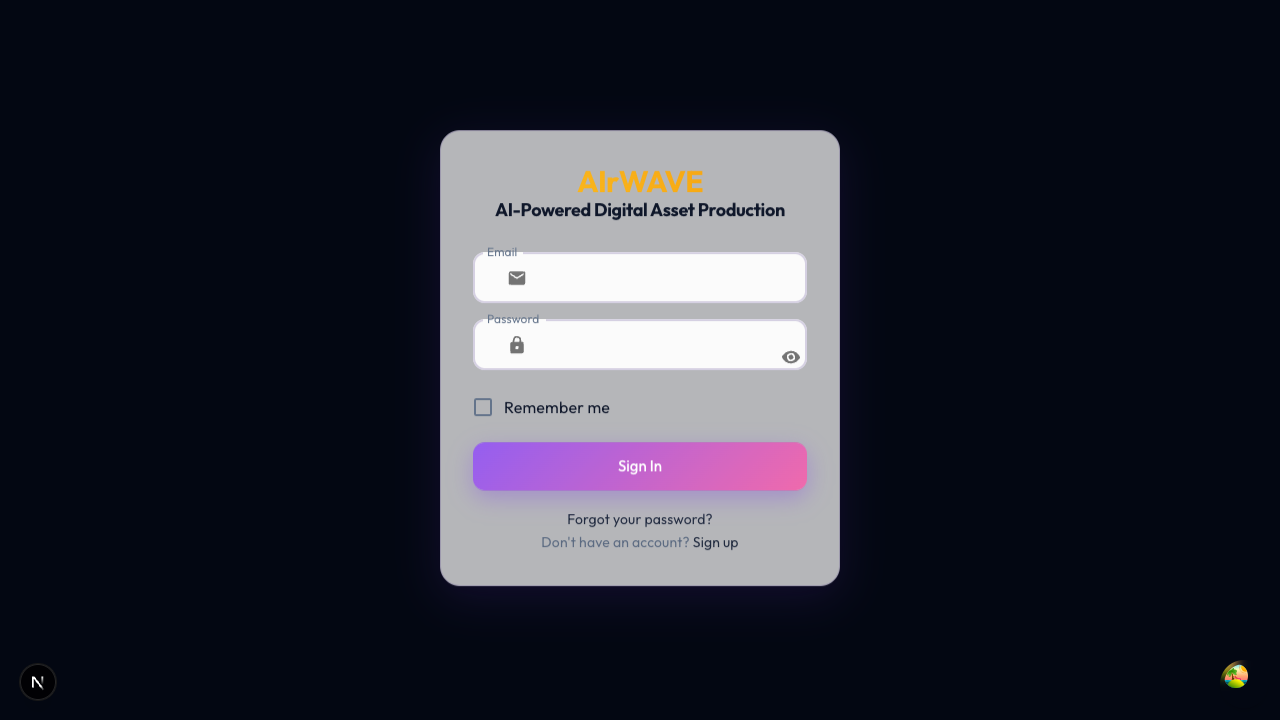 AIrWAVE
AI-Powered Digital Asset Production
Email
Password
Remember me
Sign In
Forgot your password?
Don't have an account? Sign up
N